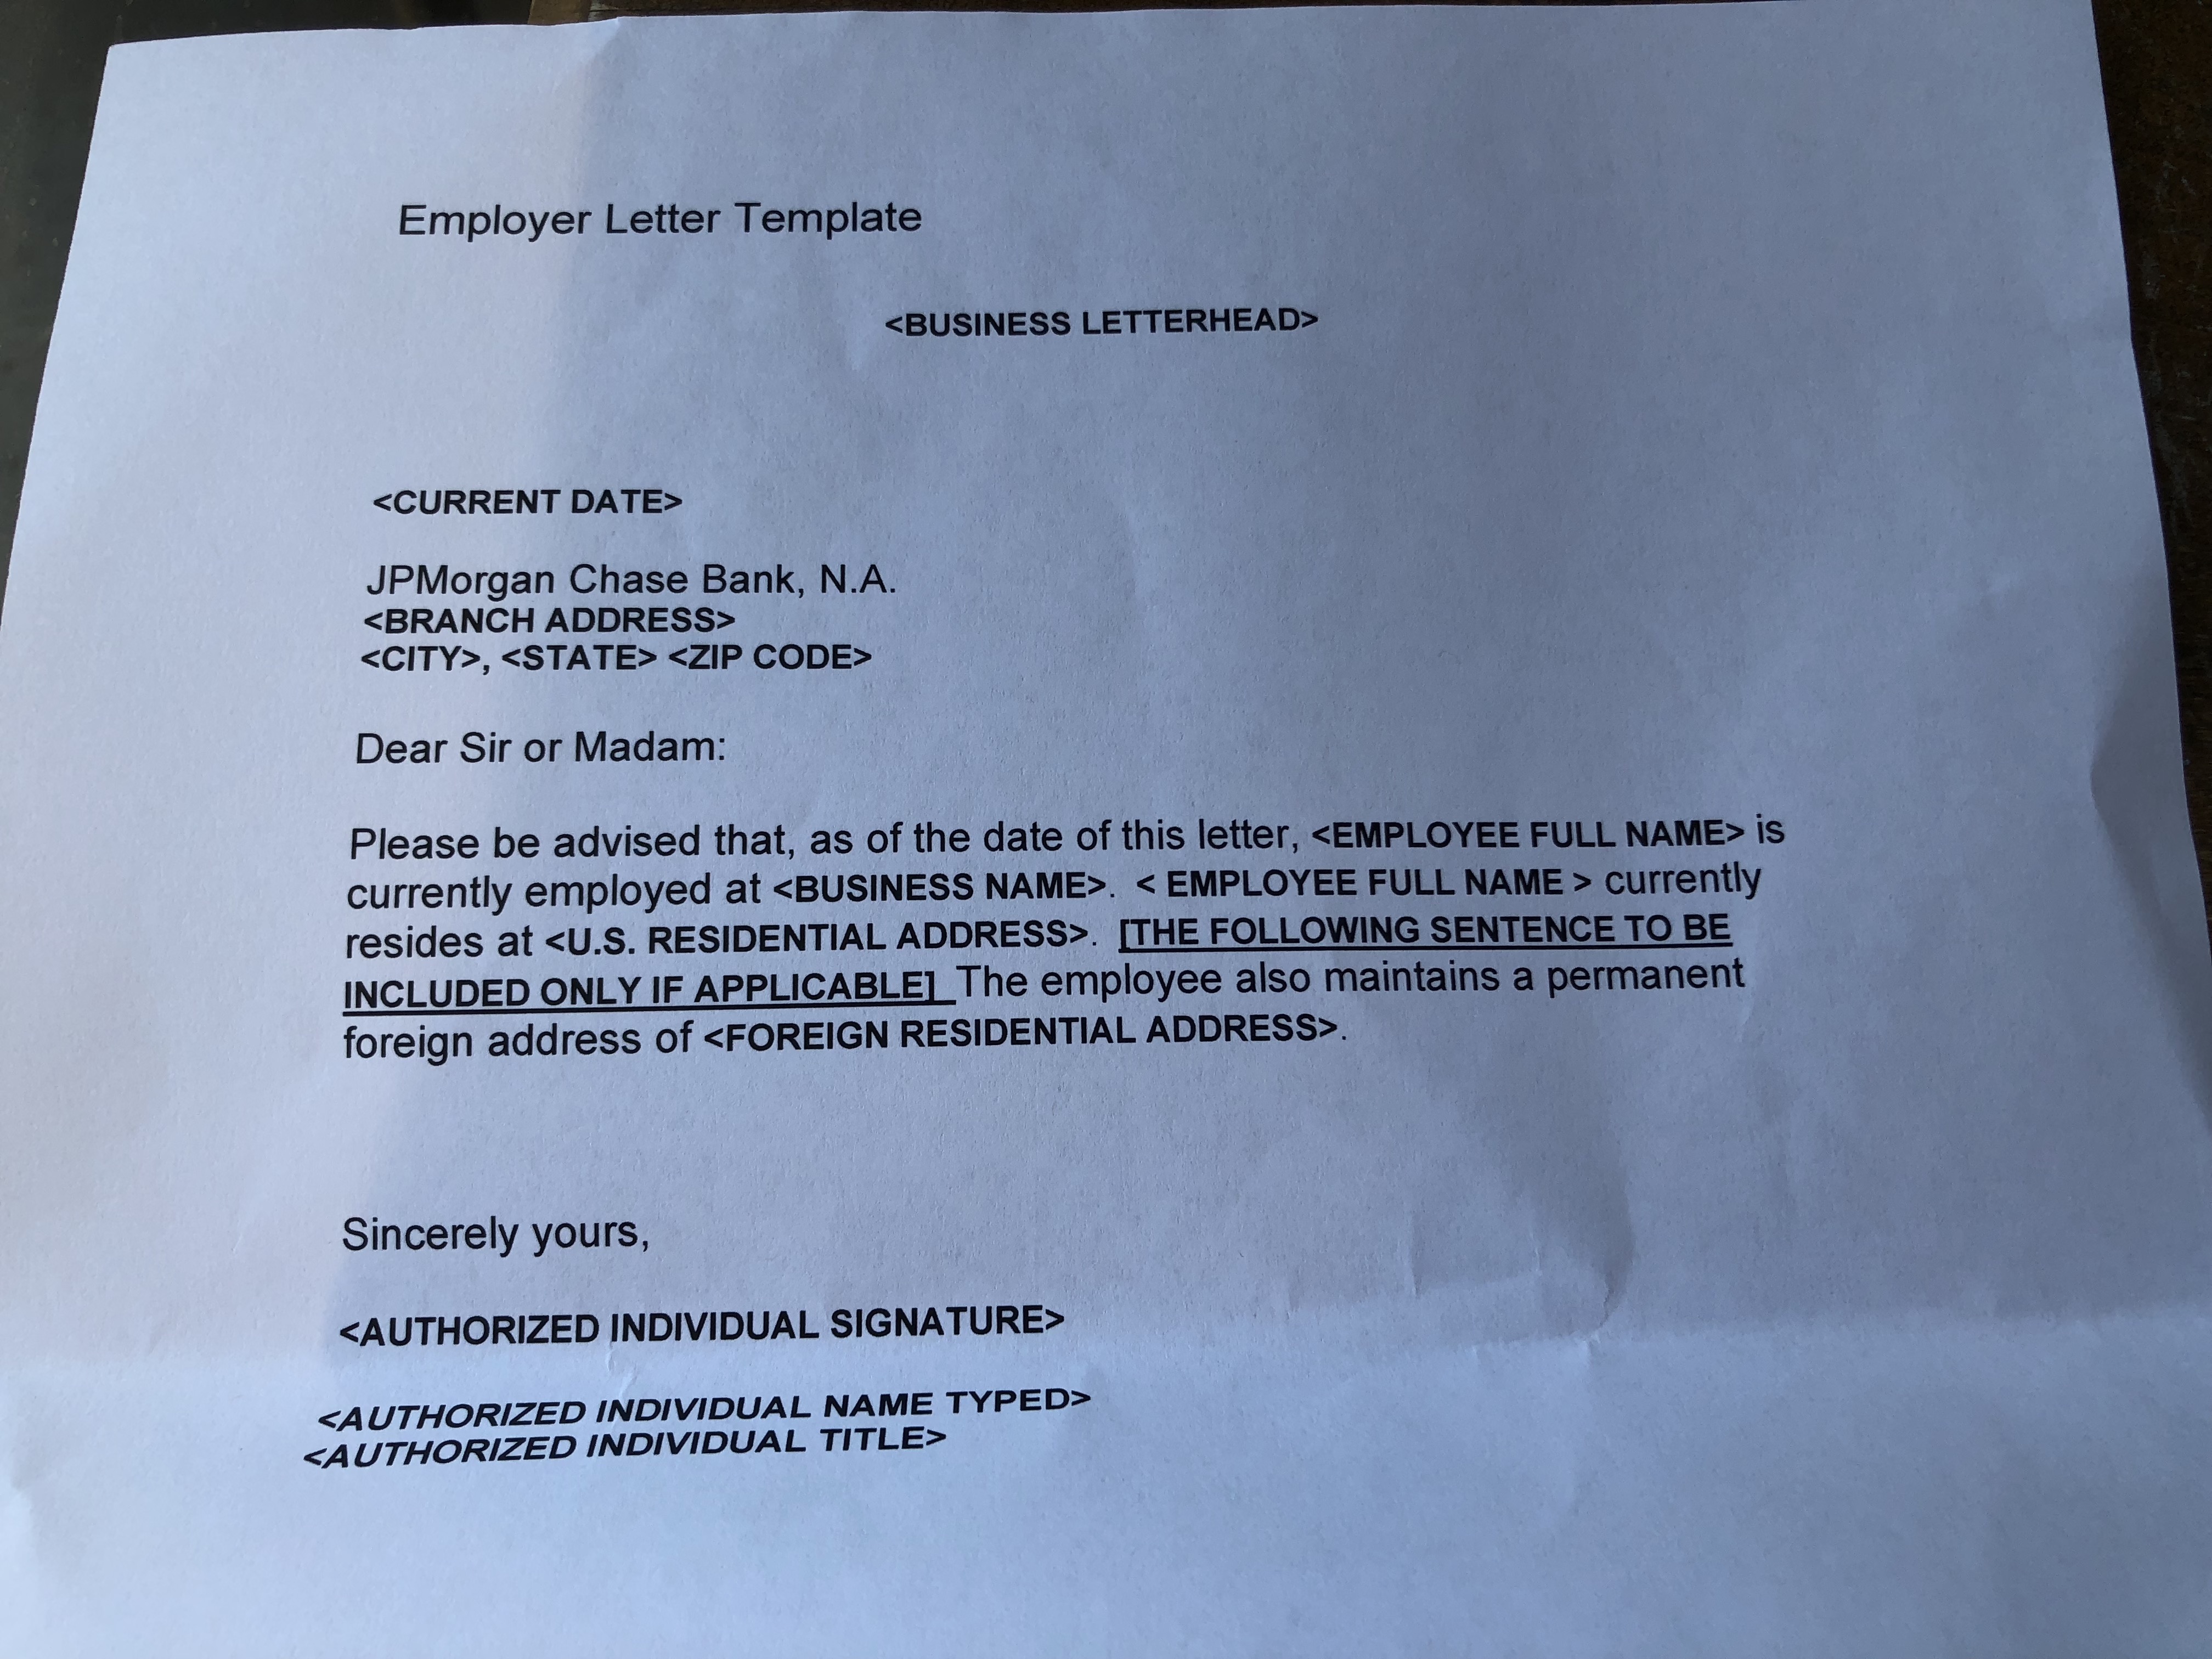 Employer Letter Template
<BUSINESS LETTERHEAD>
<CURRENT DATE>
JPMorgan Chase Bank, N.A.
<BRANCH ADDRESS>
<CITY>, <STATE> <ZIP CODE>
Dear Sir or Madam:
Please be advised that, as of the date of this letter, <EMPLOYEE FULL NAME> is
currently employed at <BUSINESS NAME>. < EMPLOYEE FULL NAME > currently
resides at <U.S. RESIDENTIAL ADDRESS>. [THE FOLLOWING SENTENCE TO BE
INCLUDED ONLY IF APPLICABLE] The employee also maintains a permanent
foreign address of <FOREIGN RESIDENTIAL ADDRESS>.
Sincerely yours,
<AUTHORIZED INDIVIDUAL SIGNATURE>
<AUTHORIZED INDIVIDUAL NAME TYPED>
<AUTHORIZED INDIVIDUAL TITLE>